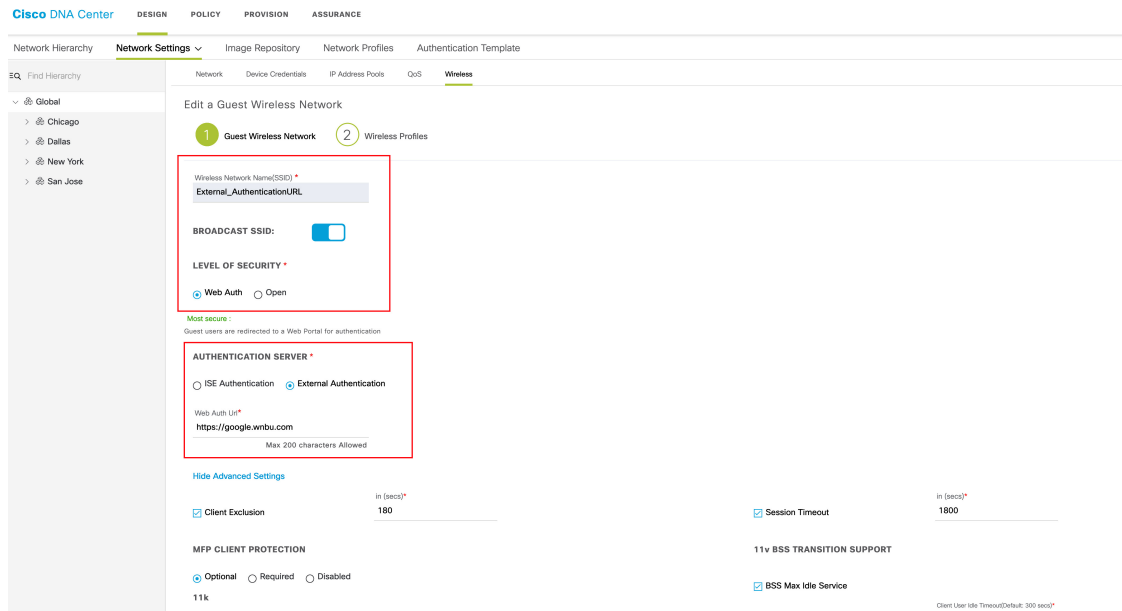 Cisco DNA Center DESIGN POLICY PROVISION ASSURANCE
Network Hierarchy Network Settings Image Repository Network Profiles Authentication Template
Find Hierarchy
Network Device Credentials IP Address Pools QoS Wireless
Global
Chicago
Dallas
New York
San Jose
Edit a Guest Wireless Network
1 Guest Wireless Network 2 Wireless Profiles
Wireless Network Name(SSID) *
External_AuthenticationURL
BROADCAST SSID:
LEVEL OF SECURITY *
Web Auth Open
Most secure :
Guest users are redirected to a Web Portal for authentication
AUTHENTICATION SERVER *
ISE Authentication External Authentication
Web Auth Url*
https://google.wnbu.com
Max 200 characters Allowed
Hide Advanced Settings
Client Exclusion
in (secs)*
180
Session Timeout
in (secs)*
1800
MFP CLIENT PROTECTION
Optional Required Disabled
11v BSS TRANSITION SUPPORT
BSS Max Idle Service
11k
Client User Idle Timeout(Default: 300 secs)*